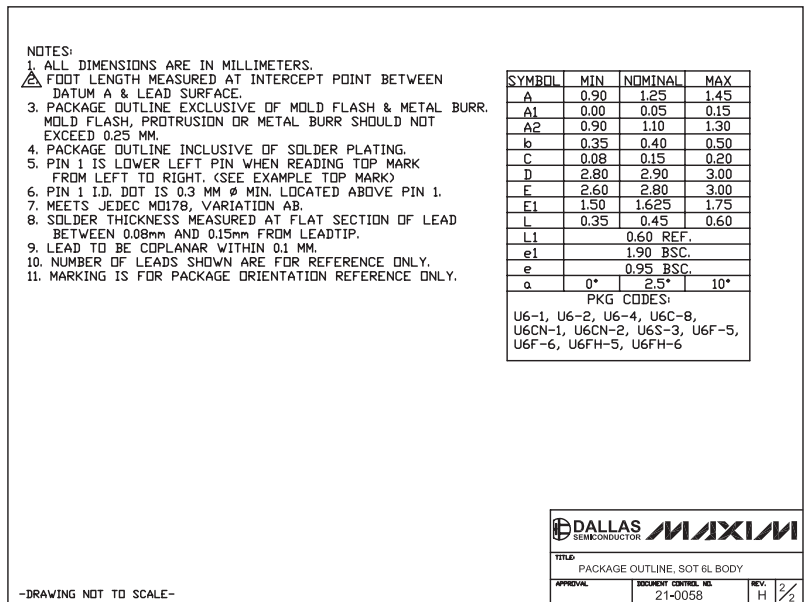 NOTES:
1. ALL DIMENSIONS ARE IN MILLIMETERS.
2. FOOT LENGTH MEASURED AT INTERCEPT POINT BETWEEN
DATUM A & LEAD SURFACE.
3. PACKAGE OUTLINE EXCLUSIVE OF MOLD FLASH & METAL BURR.
MOLD FLASH, PROTRUSION OR METAL BURR SHOULD NOT
EXCEED 0.25 MM.
4. PACKAGE OUTLINE INCLUSIVE OF SOLDER PLATING.
5. PIN 1 IS LOWER LEFT PIN WHEN READING TOP MARK
FROM LEFT TO RIGHT. (SEE EXAMPLE TOP MARK)
6. PIN 1 I.D. DOT IS 0.3 MM ø MIN. LOCATED ABOVE PIN 1.
7. MEETS JEDEC MO178, VARIATION AB.
8. SOLDER THICKNESS MEASURED AT FLAT SECTION OF LEAD
BETWEEN 0.08mm AND 0.15mm FROM LEADTIP.
9. LEAD TO BE COPLANAR WITHIN 0.1 MM.
10. NUMBER OF LEADS SHOWN ARE FOR REFERENCE ONLY.
11. MARKING IS FOR PACKAGE ORIENTATION REFERENCE ONLY.
SYMBOL MIN NOMINAL MAX
A 0.90 1.25 1.45
A1 0.00 0.05 0.15
A2 0.90 1.10 1.30
b 0.35 0.40 0.50
C 0.08 0.15 0.20
D 2.80 2.90 3.00
E 2.60 2.80 3.00
E1 1.50 1.625 1.75
L 0.35 0.45 0.60
L1 0.60 REF.
e1 1.90 BSC.
e 0.95 BSC.
α 0° 2.5° 10°
PKG CODES:
U6-1, U6-2, U6-4, U6C-8,
U6CN-1, U6CN-2, U6S-3, U6F-5,
U6F-6, U6FH-5, U6FH-6
DALLAS SEMICONDUCTOR MAXIM
TITLE:
PACKAGE OUTLINE, SOT 6L BODY
APPROVAL DOCUMENT CONTROL NO. REV.
21-0058 H 2/2
-DRAWING NOT TO SCALE-